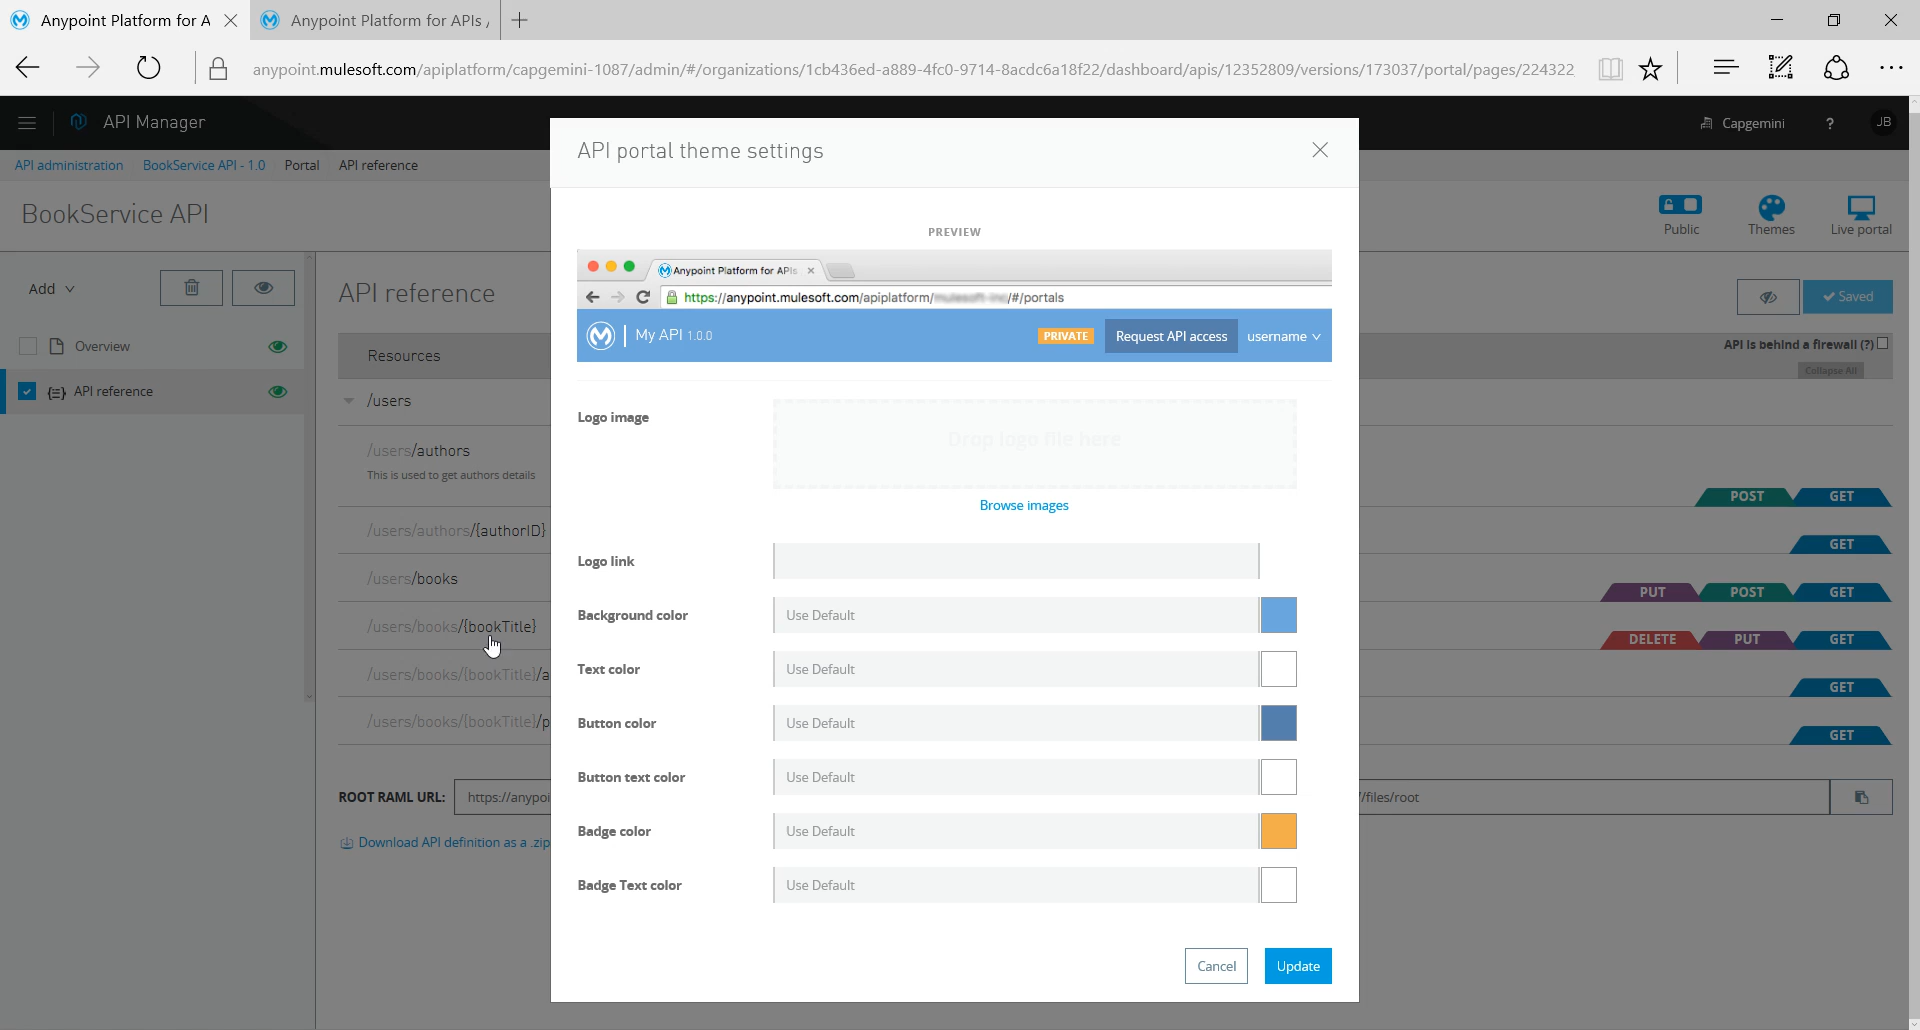 Anypoint Platform for A
Anypoint Platform for APIs
anypoint.mulesoft.com/apiplatform/capgemini-1087/admin/#/organizations/1cb436ed-a889-4fc0-9714-8acdc6a18f22/dashboard/apis/12352809/versions/173037/portal/pages/224322
API Manager
Capgemini
?
JB
API administration
BookService API - 1.0
Portal
API reference
BookService API
Public
Themes
Live portal
Add
Overview
API reference
API reference
Saved
Resources
API is behind a firewall (?)
Collapse All
/users
/users/authors
This is used to get authors details
POST GET
/users/authors/{authorID}
GET
/users/books
PUT POST GET
/users/books/{bookTitle}
DELETE PUT GET
/users/books/{bookTitle}/a
GET
/users/books/{bookTitle}/p
GET
ROOT RAML URL:
https://anypoi
/files/root
Download API definition as a .zip
API portal theme settings
PREVIEW
Anypoint Platform for APIs
https://anypoint.mulesoft.com/apiplatform/
/#/portals
My API 1.0.0
PRIVATE
Request API access
username
Logo image
Drop logo file here
Browse images
Logo link
Background color
Use Default
Text color
Use Default
Button color
Use Default
Button text color
Use Default
Badge color
Use Default
Badge Text color
Use Default
Cancel
Update